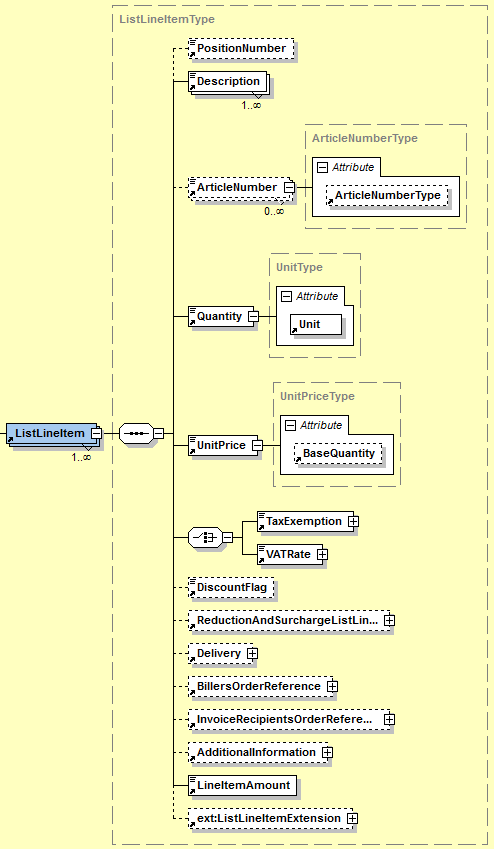 ListLineItemType
PositionNumber
Description
1..∞
ArticleNumberType
Attribute
ArticleNumber
ArticleNumberType
0..∞
UnitType
Attribute
Quantity
Unit
UnitPriceType
Attribute
ListLineItem
1..∞
UnitPrice
BaseQuantity
TaxExemption
VATRate
DiscountFlag
ReductionAndSurchargeListLin...
Delivery
BillersOrderReference
InvoiceRecipientsOrderRefere...
AdditionalInformation
LineItemAmount
ext:ListLineItemExtension